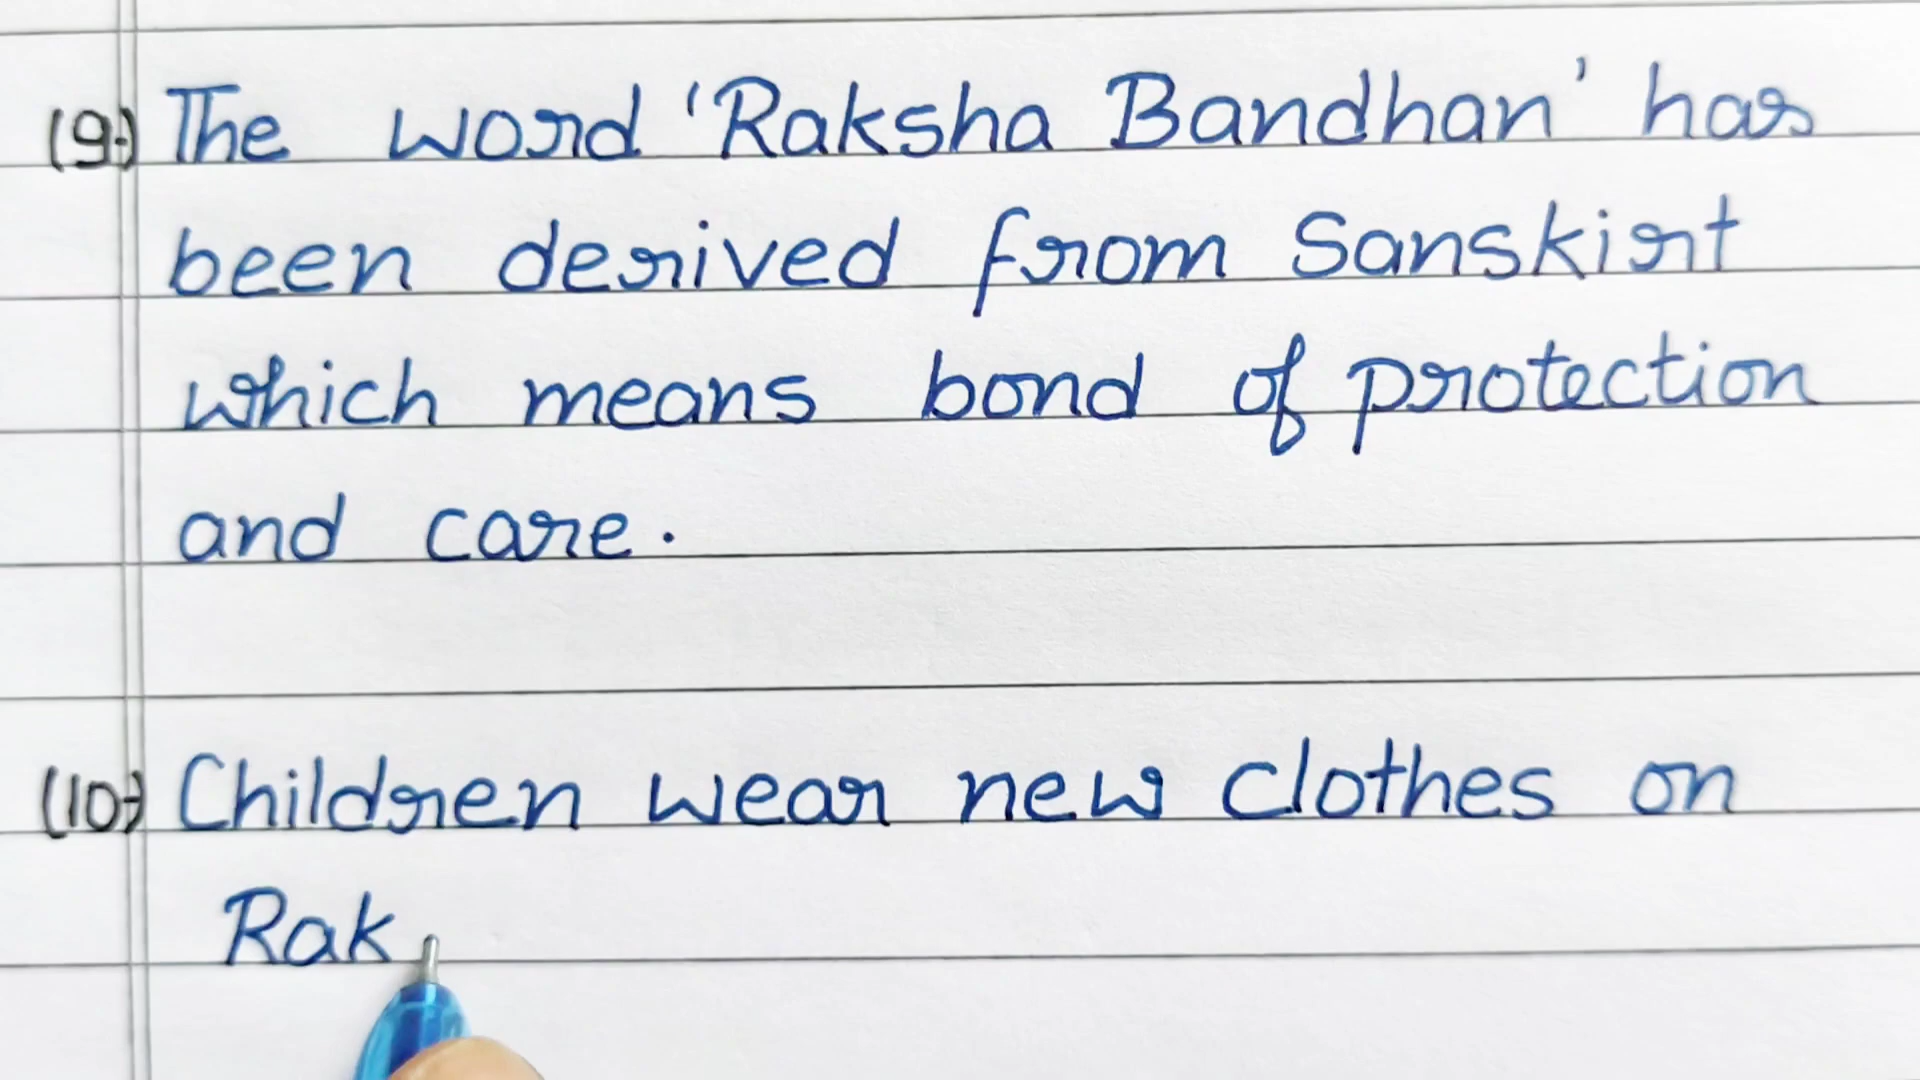 (9.) The word 'Raksha Bandhan' has
been derived from Sanskirt
which means bond of protection
and care.
(10.) Children wear new clothes on
Rak